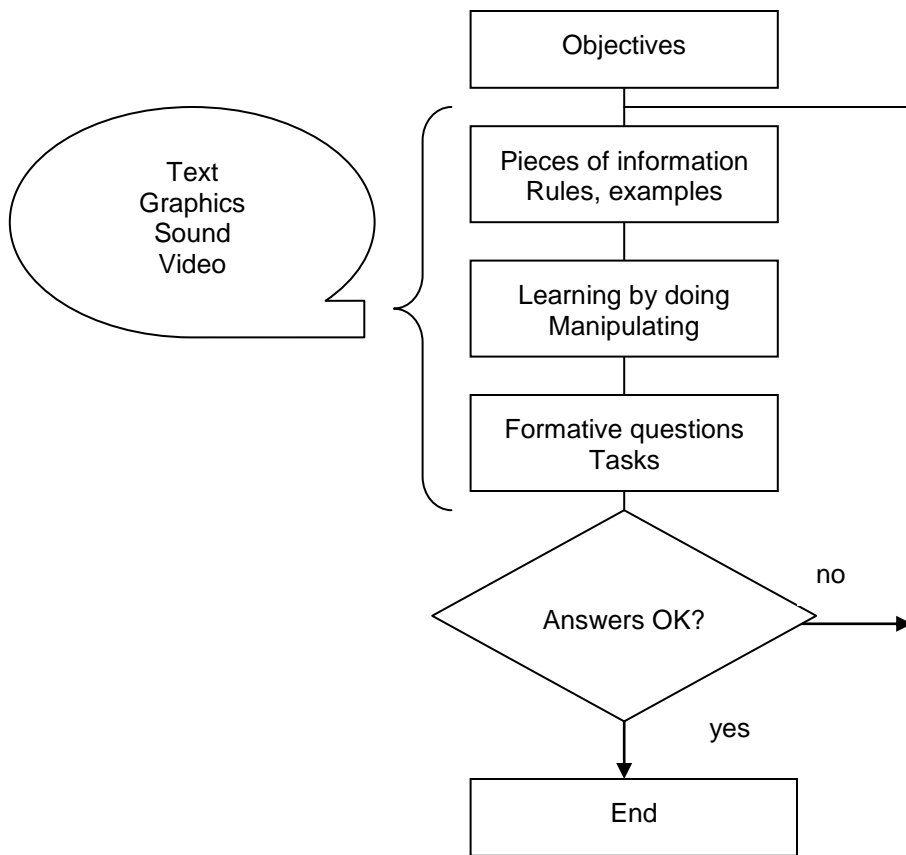 Objectives
Text
Graphics
Sound
Video
Pieces of information
Rules, examples
Learning by doing
Manipulating
Formative questions
Tasks
no
Answers OK?
yes
End